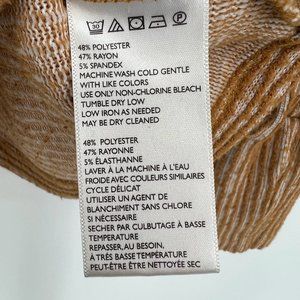 30
P
48% POLYESTER
47% RAYON
5% SPANDEX
MACHINE WASH COLD GENTLE
WITH LIKE COLORS
USE ONLY NON-CHLORINE BLEACH
TUMBLE DRY LOW
LOW IRON AS NEEDED
MAY BE DRY CLEANED
48% POLYESTER
47% RAYONNE
5% ÉLASTHANNE
LAVER À LA MACHINE À L'EAU
FROIDE AVEC COULEURS SIMILAIRES
CYCLE DÉLICAT
UTILISER UN AGENT DE
BLANCHIMENT SANS CHLORE
SI NÉCESSAIRE
SECHER PAR CULBUTAGE À BASSE
TEMPÉRATURE
REPASSER, AU BESOIN,
À TRÈS BASSE TEMPÉRATURE
PEUT-ÊTRE ÊTRE NETTOYÉE SEC